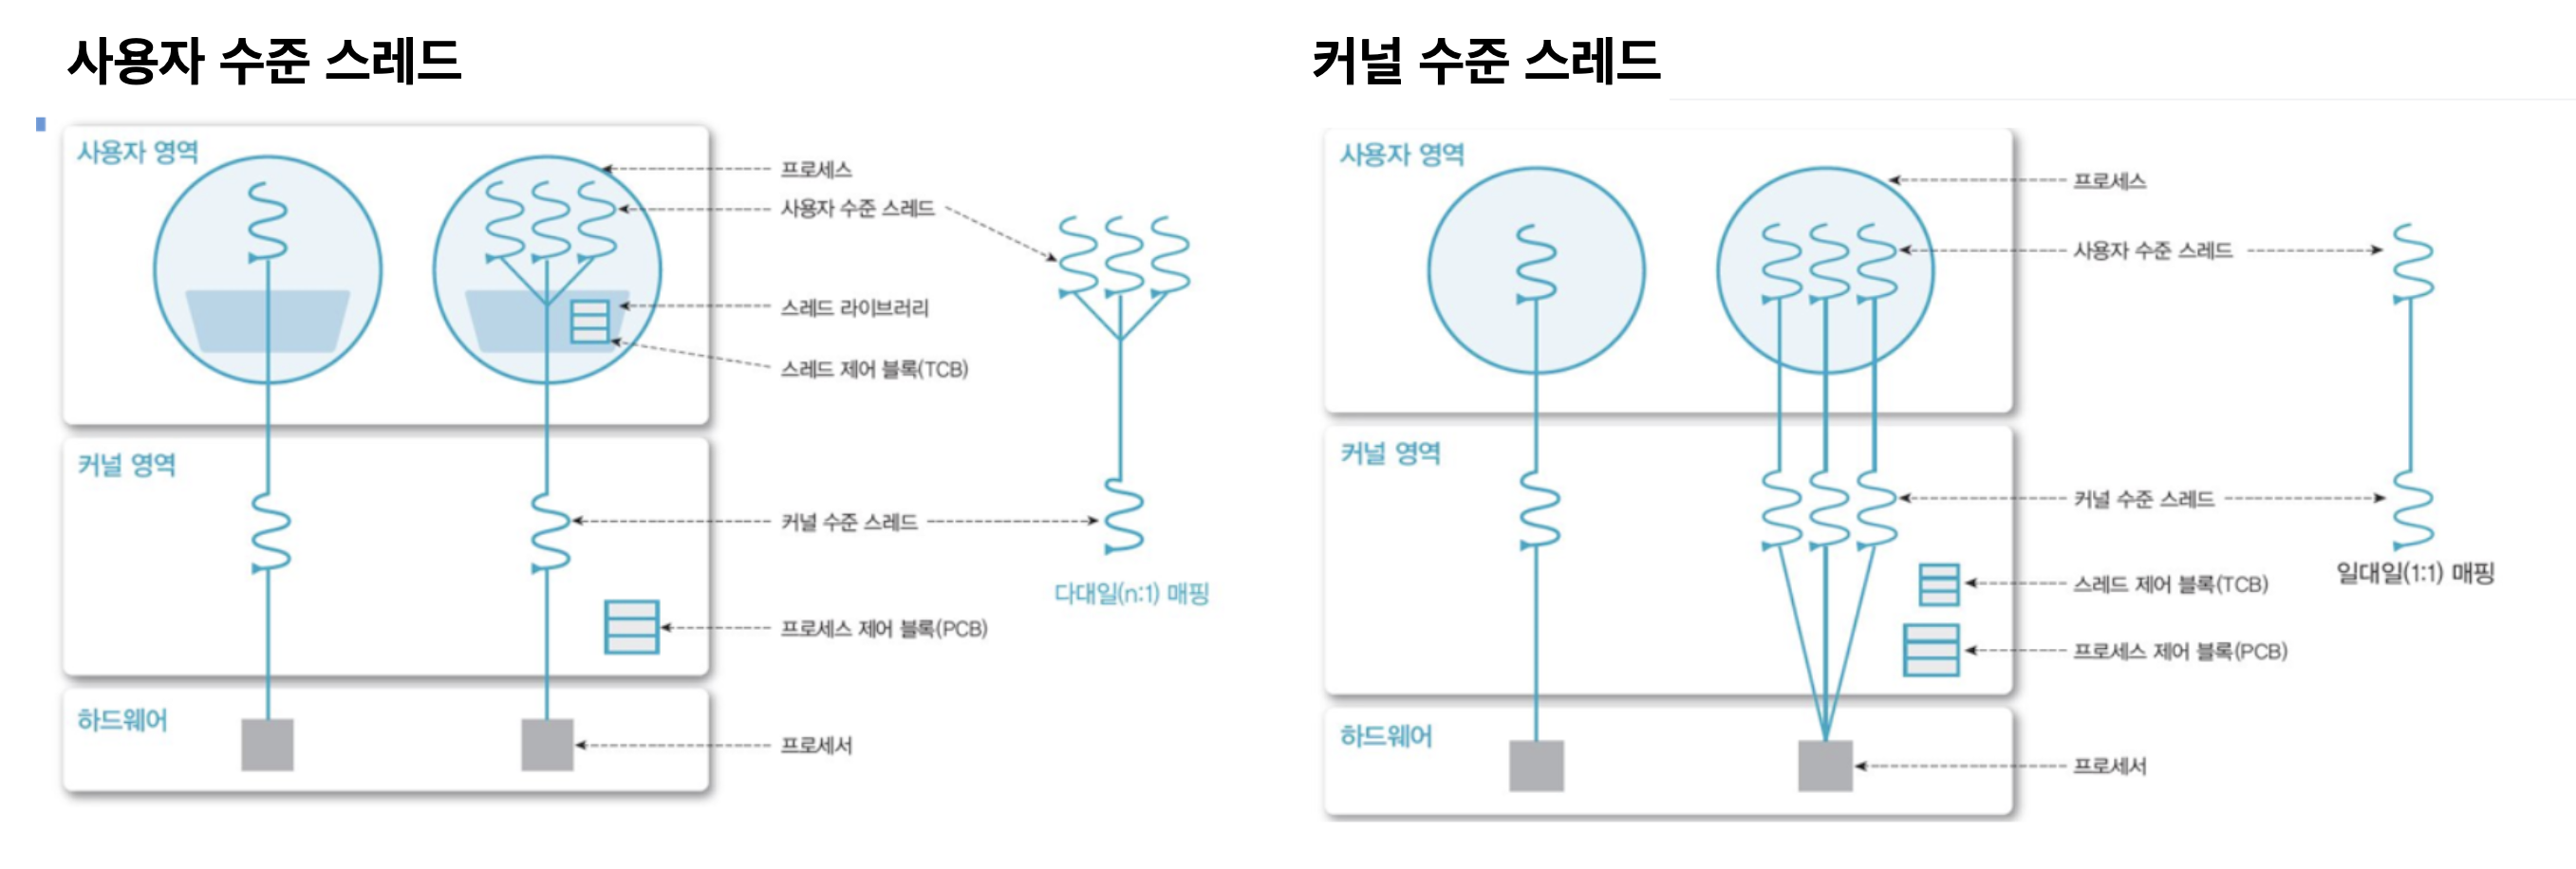 사용자 수준 스레드
사용자 영역
프로세스
사용자 수준 스레드
스레드 라이브러리
스레드 제어 블록(TCB)
커널 영역
커널 수준 스레드
다대일(n:1) 매핑
프로세스 제어 블록(PCB)
하드웨어
프로세서
커널 수준 스레드
사용자 영역
프로세스
사용자 수준 스레드
커널 영역
커널 수준 스레드
일대일(1:1) 매핑
스레드 제어 블록(TCB)
프로세스 제어 블록(PCB)
하드웨어
프로세서